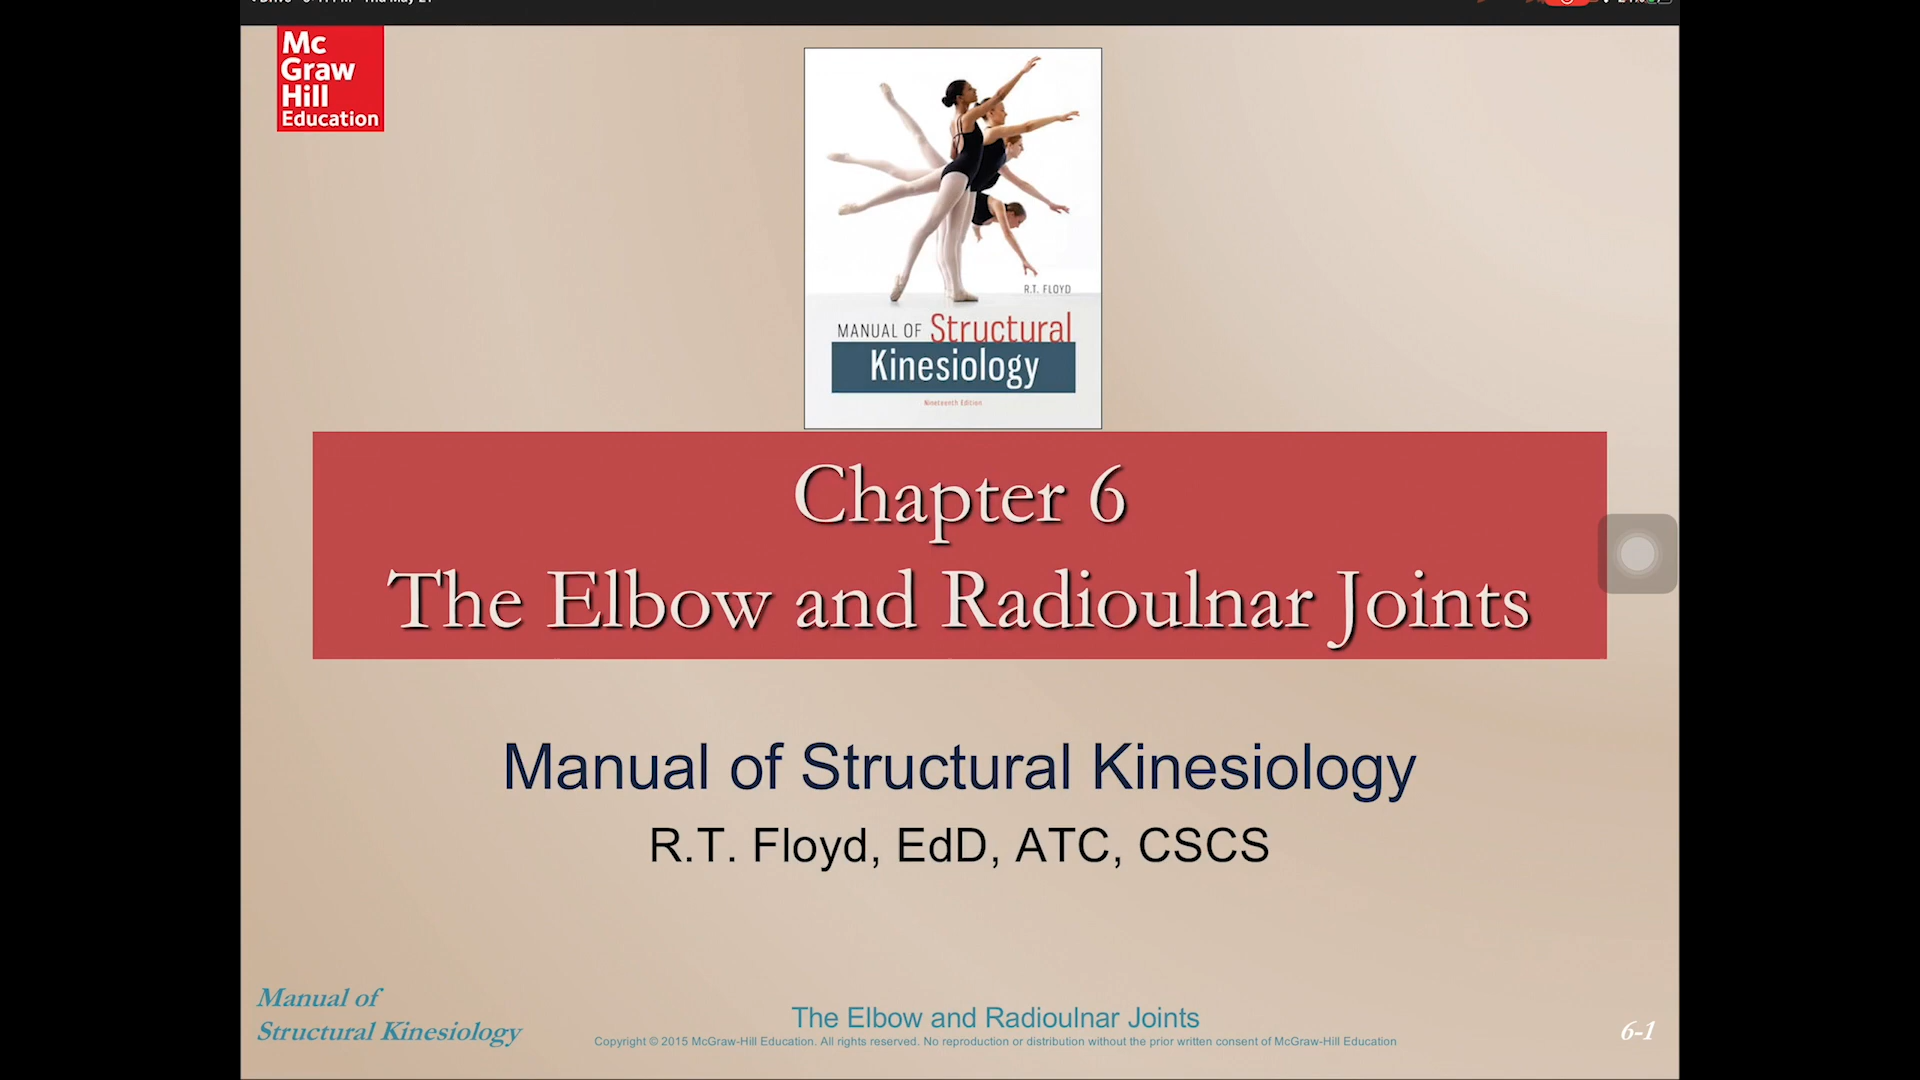 Mc
Graw
Hill
Education
R.T. FLOYD
MANUAL OF Structural
Kinesiology
Nineteenth Edition
Chapter 6
The Elbow and Radioulnar Joints
Manual of Structural Kinesiology
R.T. Floyd, EdD, ATC, CSCS
Manual of
Structural Kinesiology
The Elbow and Radioulnar Joints
Copyright © 2015 McGraw-Hill Education. All rights reserved. No reproduction or distribution without the prior written consent of McGraw-Hill Education
6-1